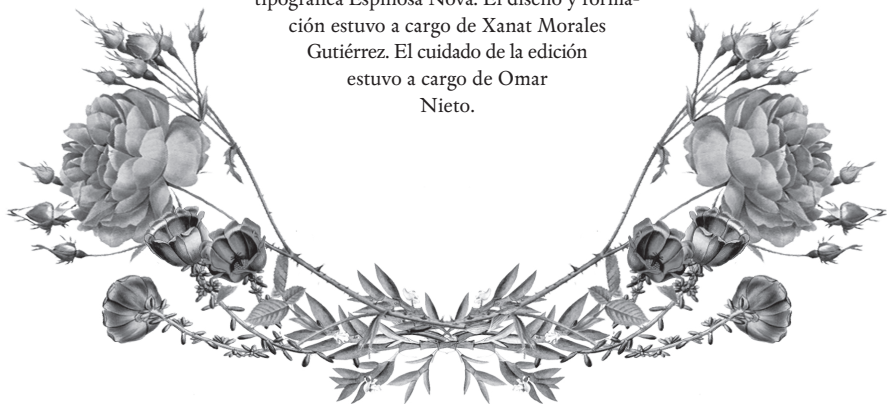 tipográfica Espinosa Nova. El diseño y forma-
ción estuvo a cargo de Xanat Morales
Gutiérrez. El cuidado de la edición
estuvo a cargo de Omar
Nieto.